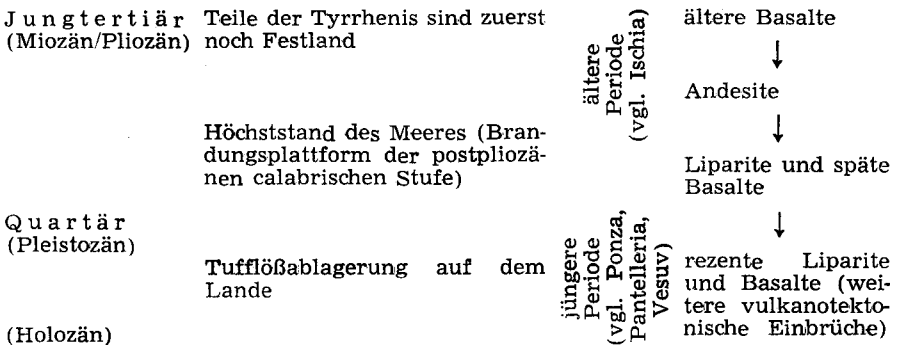 Jungtertiär
(Miozän/Pliozän)
Teile der Tyrrhenis sind zuerst
noch Festland
ältere
Periode
(vgl. Ischia)
ältere Basalte
↓
Andesite
↓
Höchststand des Meeres (Bran-
dungsplattform der postpliozä-
nen calabrischen Stufe)
Liparite und späte
Basalte
↓
Quartär
(Pleistozän)
Tufflößablagerung auf dem
Lande
jüngere
Periode
(vgl. Ponza,
Pantelleria,
Vesuv)
rezente Liparite
und Basalte (wei-
tere vulkanotekto-
nische Einbrüche)
(Holozän)